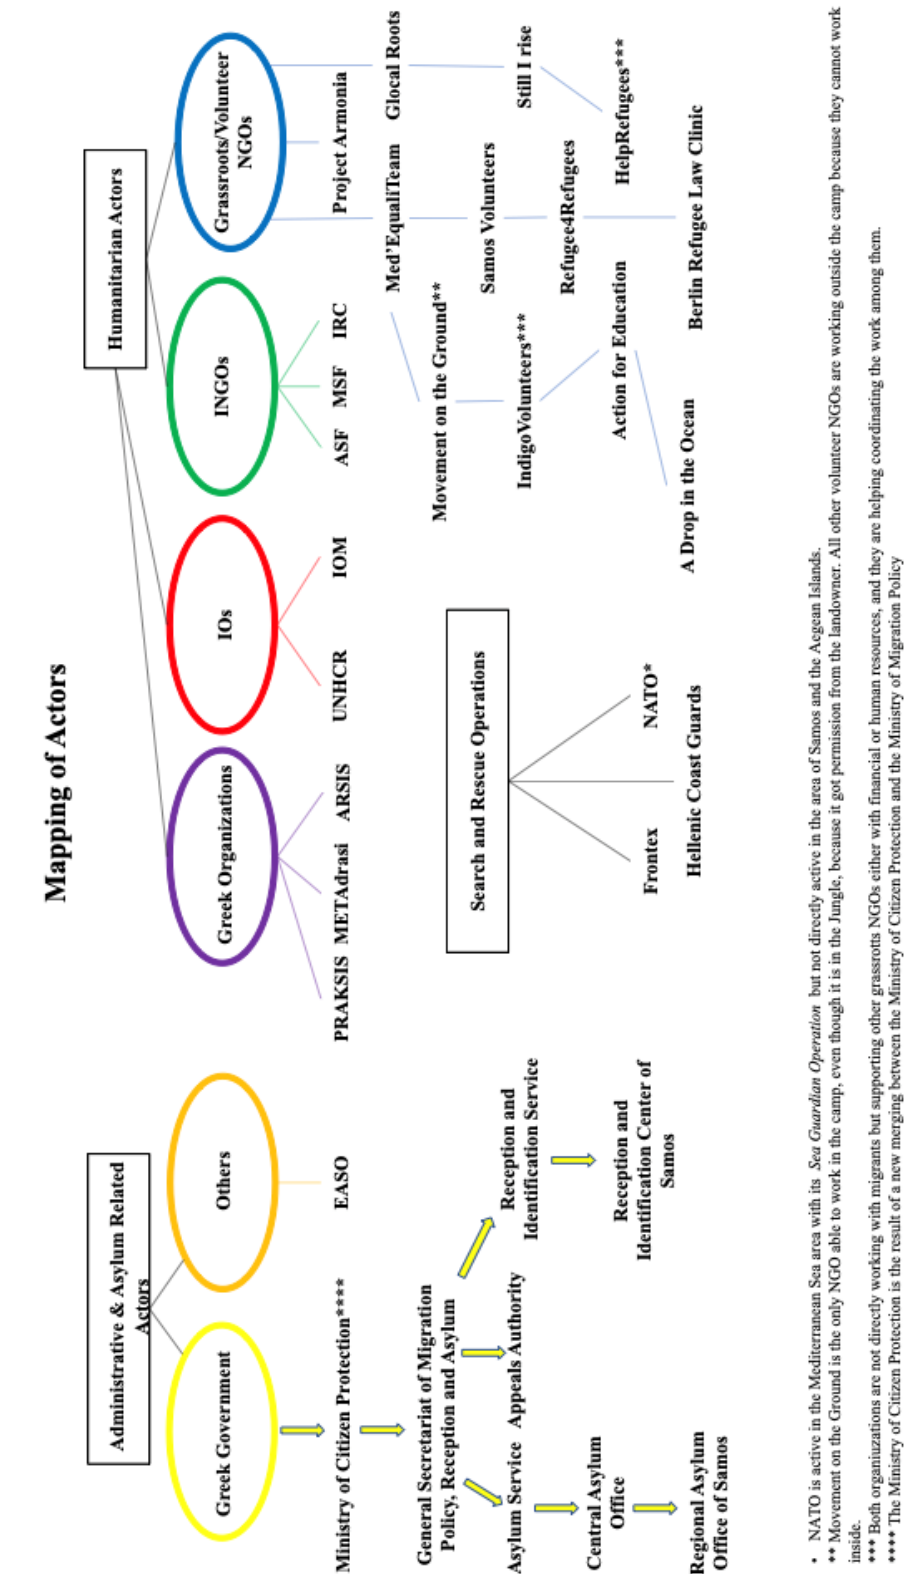 Mapping of Actors
Administrative & Asylum Related
Actors
Humanitarian Actors
Greek Government
Others
Greek Organizations
IOs
INGOs
Grassroots/Volunteer
NGOs
Ministry of Citizen Protection****
EASO
PRAKSIS
METAdrasi
ARSIS
UNHCR
IOM
ASF
MSF
IRC
Project Armonia
General Secretariat of Migration
Policy, Reception and Asylum
Med'EqualiTeam
Glocal Roots
Movement on the Ground**
Search and Rescue Operations
Samos Volunteers
Asylum Service
Appeals Authority
Reception and
Identification Service
IndigoVolunteers***
Still I rise
Refugee4Refugees
Central Asylum
Office
Reception and
Identification Center of
Samos
Frontex
NATO*
Action for Education
HelpRefugees***
Hellenic Coast Guards
A Drop in the Ocean
Berlin Refugee Law Clinic
Regional Asylum
Office of Samos
* NATO is active in the Mediterranean Sea area with its Sea Guardian Operation but not directly active in the area of Samos and the Aegean Islands.
** Movement on the Ground is the only NGO able to work in the camp, even though it is in the Jungle, because it got permission from the landowner. All other volunteer NGOs are working outside the camp because they cannot work
inside.
*** Both organiuzations are not directly working with migrants but supporting other grassrotts NGOs either with financial or human resources, and they are helping coordinating the work among them.
**** The Ministry of Citizen Protection is the result of a new merging between the Ministry of Citizen Protection and the Ministry of Migration Policy